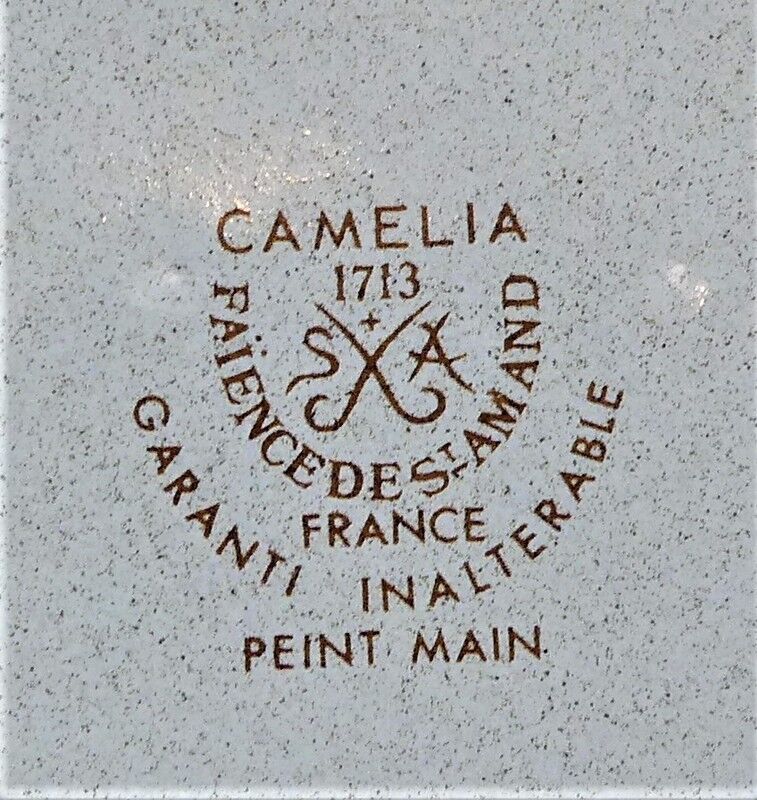 CAMELIA
1713
S A
FAÏENCE DE ST AMAND
FRANCE
GARANTI INALTERABLE
PEINT MAIN